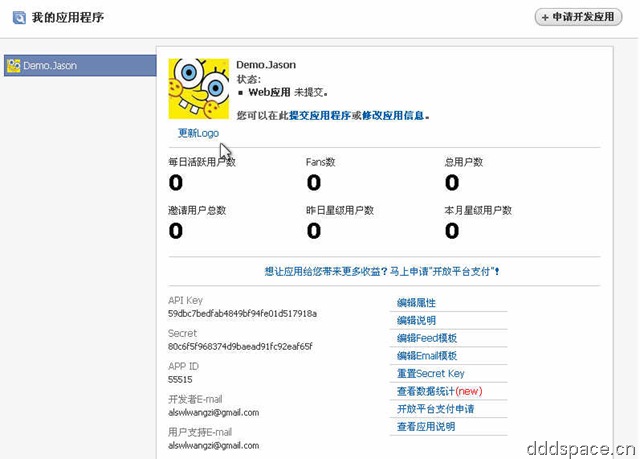 我的应用程序
+ 申请开发应用
Demo.Jason
Demo.Jason
状态:
Web应用 未提交。
您可以在此提交应用程序或修改应用信息。
更新Logo
每日活跃用户数 Fans数 总用户数
0 0 0
邀请用户总数 昨日星级用户数 本月星级用户数
0 0 0
想让应用给您带来更多收益？马上申请"开放平台支付"！
API Key
59dbc7bedfab4849bf94fe01d517918a
Secret
80c6f5f968374d9baead91fc92eaf65f
APP ID
55515
开发者E-mail
alswlwangzi@gmail.com
用户支持E-mail
alswlwangzi@gmail.com
编辑属性
编辑说明
编辑Feed模板
编辑Email模板
重置Secret Key
查看数据统计(new)
开放平台支付申请
查看应用说明
dddspace.cn